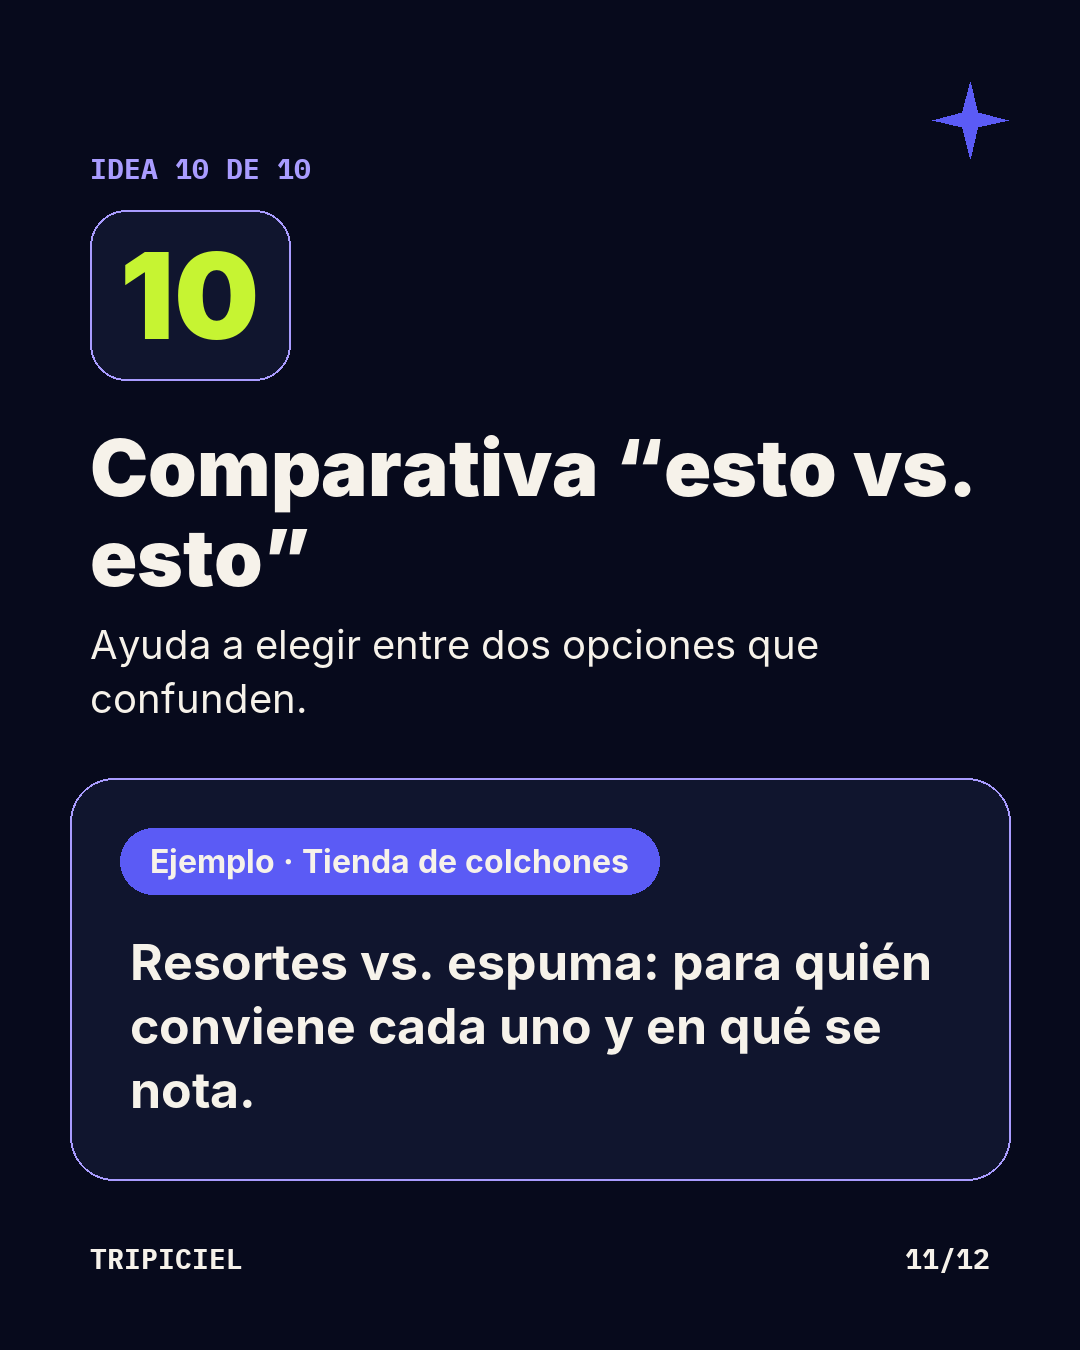 IDEA 10 DE 10
10
Comparativa “esto vs.
esto”
Ayuda a elegir entre dos opciones que
confunden.
Ejemplo · Tienda de colchones
Resortes vs. espuma: para quién
conviene cada uno y en qué se
nota.
TRIPICIEL
11/12